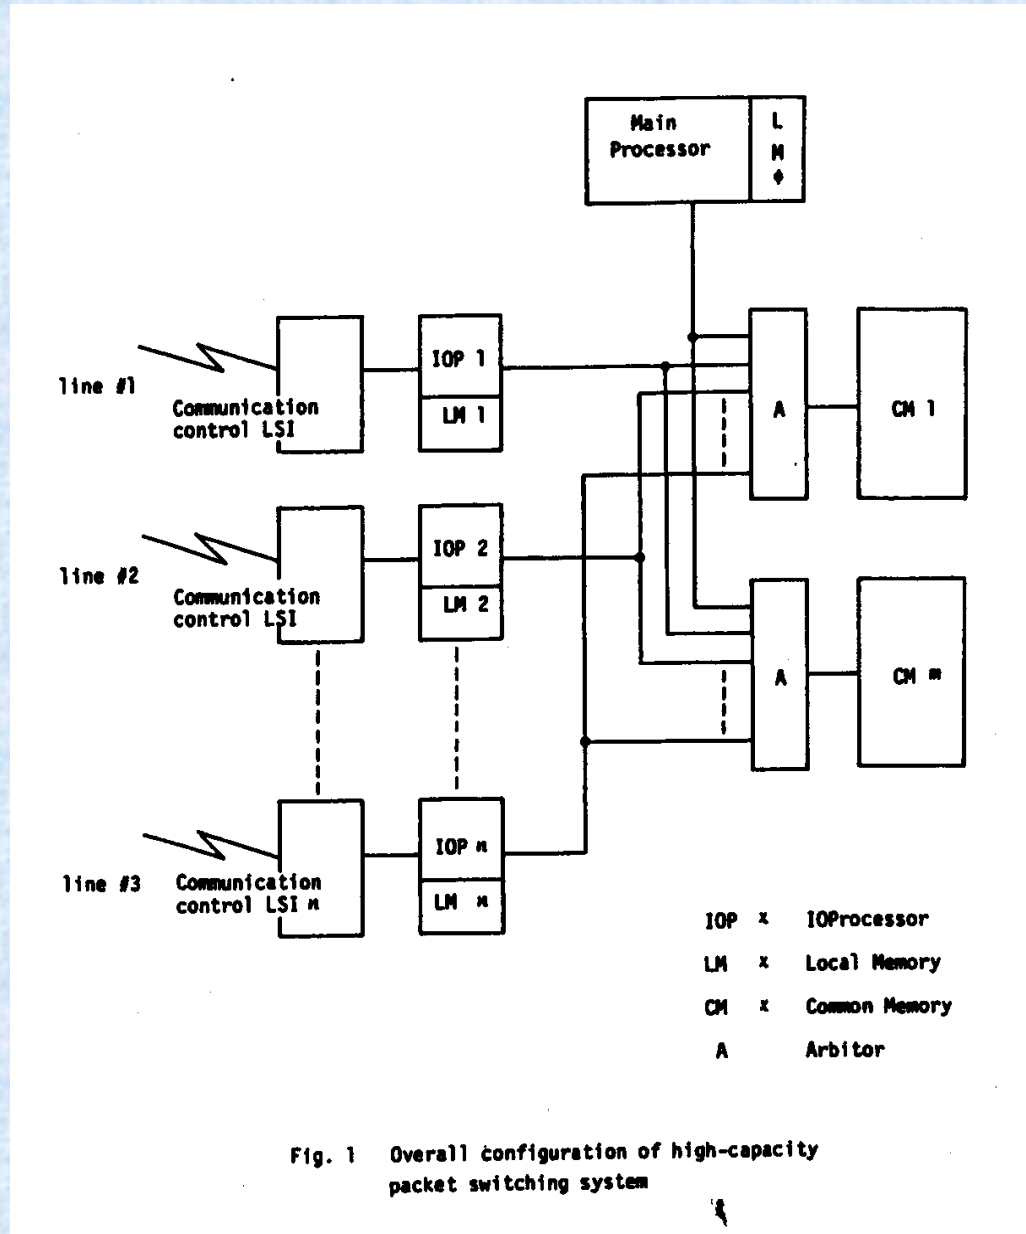 Main
Processor
L
M
ϕ
line #1
Communication
control LSI
IOP 1
LM 1
A
CM 1
line #2
Communication
control LSI
IOP 2
LM 2
A
CM m
line #3
Communication
control LSI n
IOP n
LM n
IOP x IOProcessor
LM x Local Memory
CM x Common Memory
A Arbitor
Fig. 1 Overall configuration of high-capacity
packet switching system